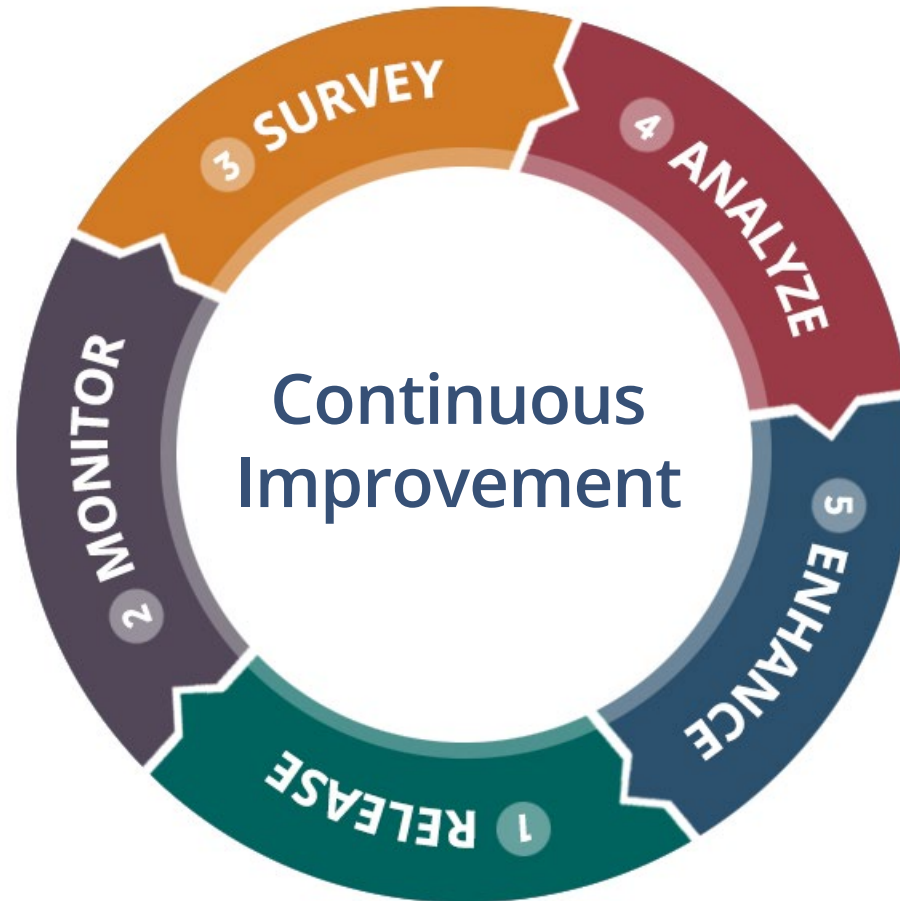 Continuous
Improvement
1 RELEASE
2 MONITOR
3 SURVEY
4 ANALYZE
5 ENHANCE